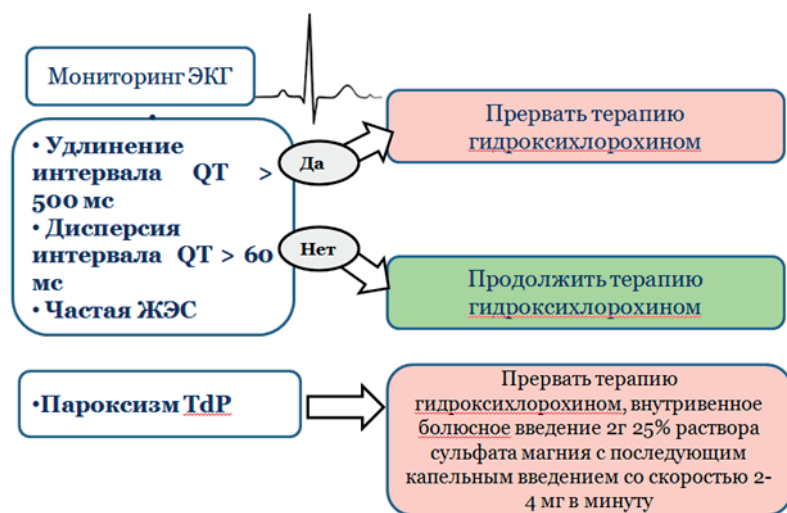 Мониторинг ЭКГ
• Удлинение
интервала QT >
500 мс
• Дисперсия
интервала QT > 60
мс
• Частая ЖЭС
Да
Прервать терапию
гидроксихлорохином
Нет
Продолжить терапию
гидроксихлорохином
•Пароксизм TdP
Прервать терапию
гидроксихлорохином, внутривенное
болюсное введение 2г 25% раствора
сульфата магния с последующим
капельным введением со скоростью 2-
4 мг в минуту